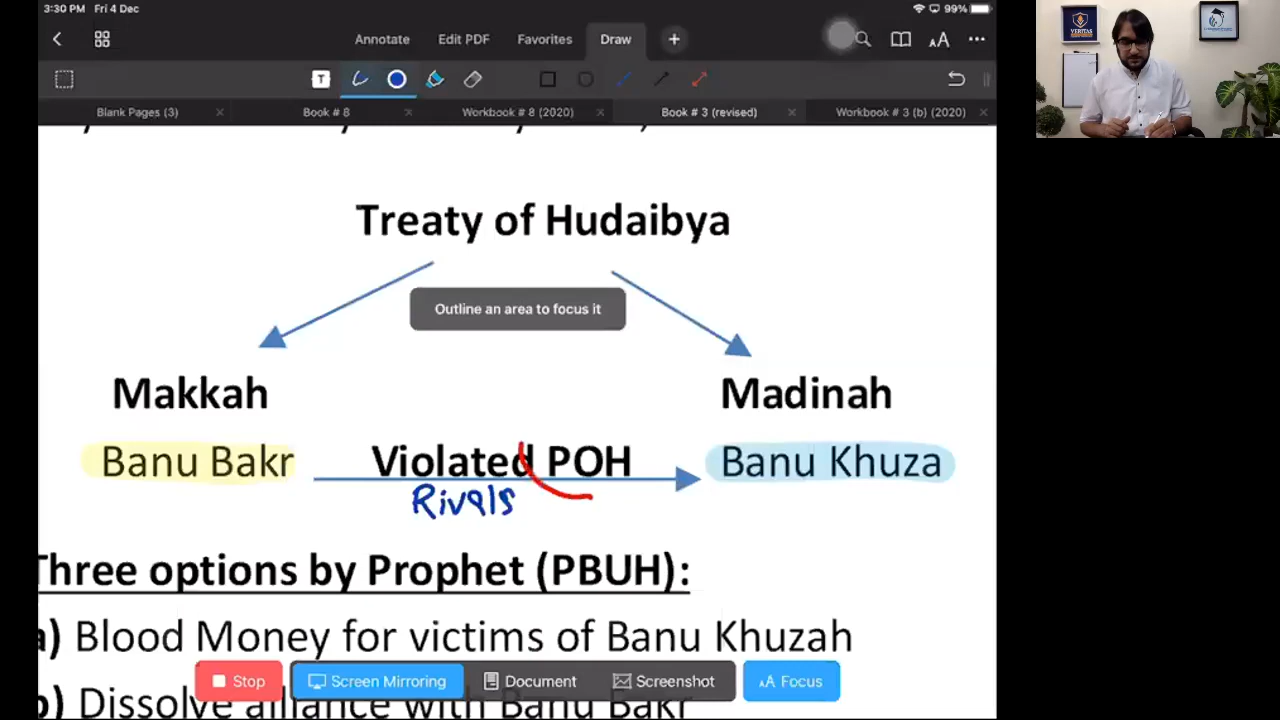 3:30 PM Fri 4 Dec 99%
Annotate Edit PDF Favorites Draw
AA
T
Blank Pages (3) Book # 8 Workbook # 8 (2020) Book # 3 (revised) Workbook # 3 (b) (2020)
Treaty of Hudaibya
Outline an area to focus it
Makkah Madinah
Banu Bakr Violated POH Banu Khuza
Rivals
Three options by Prophet (PBUH):
a) Blood Money for victims of Banu Khuzah
Stop Screen Mirroring Document Screenshot AA Focus
b) Dissolve alliance with Banu Bakr
VERITAS